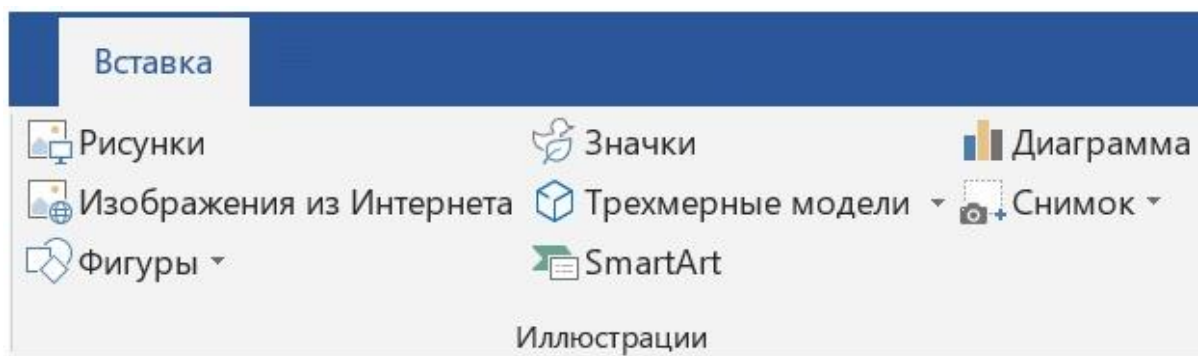 Вставка
Рисунки
Изображения из Интернета
Фигуры
Значки
Трехмерные модели
SmartArt
Диаграмма
Снимок
Иллюстрации